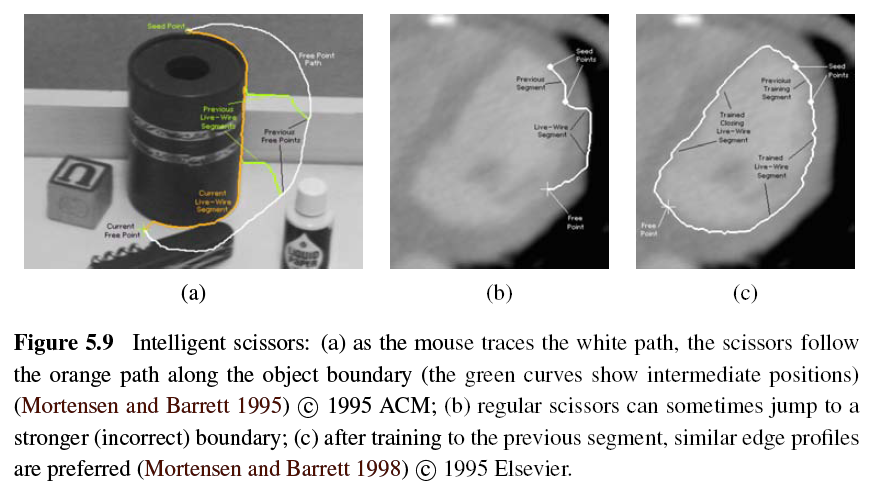 Seed Point
Free Point
Path
Previous
Live-Wire
Segments
Previous
Free Points
Current
Live-Wire
Segment
Current
Free Point
LIQUID
PAPER
(a)
Seed
Points
Previous
Segment
Live-Wire
Segment
Free
Point
(b)
Seed
Points
Previous
Training
Segment
Trained
Closing
Live-Wire
Segment
Trained
Live-Wire
Segment
Free
Point
(c)
Figure 5.9 Intelligent scissors: (a) as the mouse traces the white path, the scissors follow
the orange path along the object boundary (the green curves show intermediate positions)
(Mortensen and Barrett 1995) © 1995 ACM; (b) regular scissors can sometimes jump to a
stronger (incorrect) boundary; (c) after training to the previous segment, similar edge profiles
are preferred (Mortensen and Barrett 1998) © 1995 Elsevier.